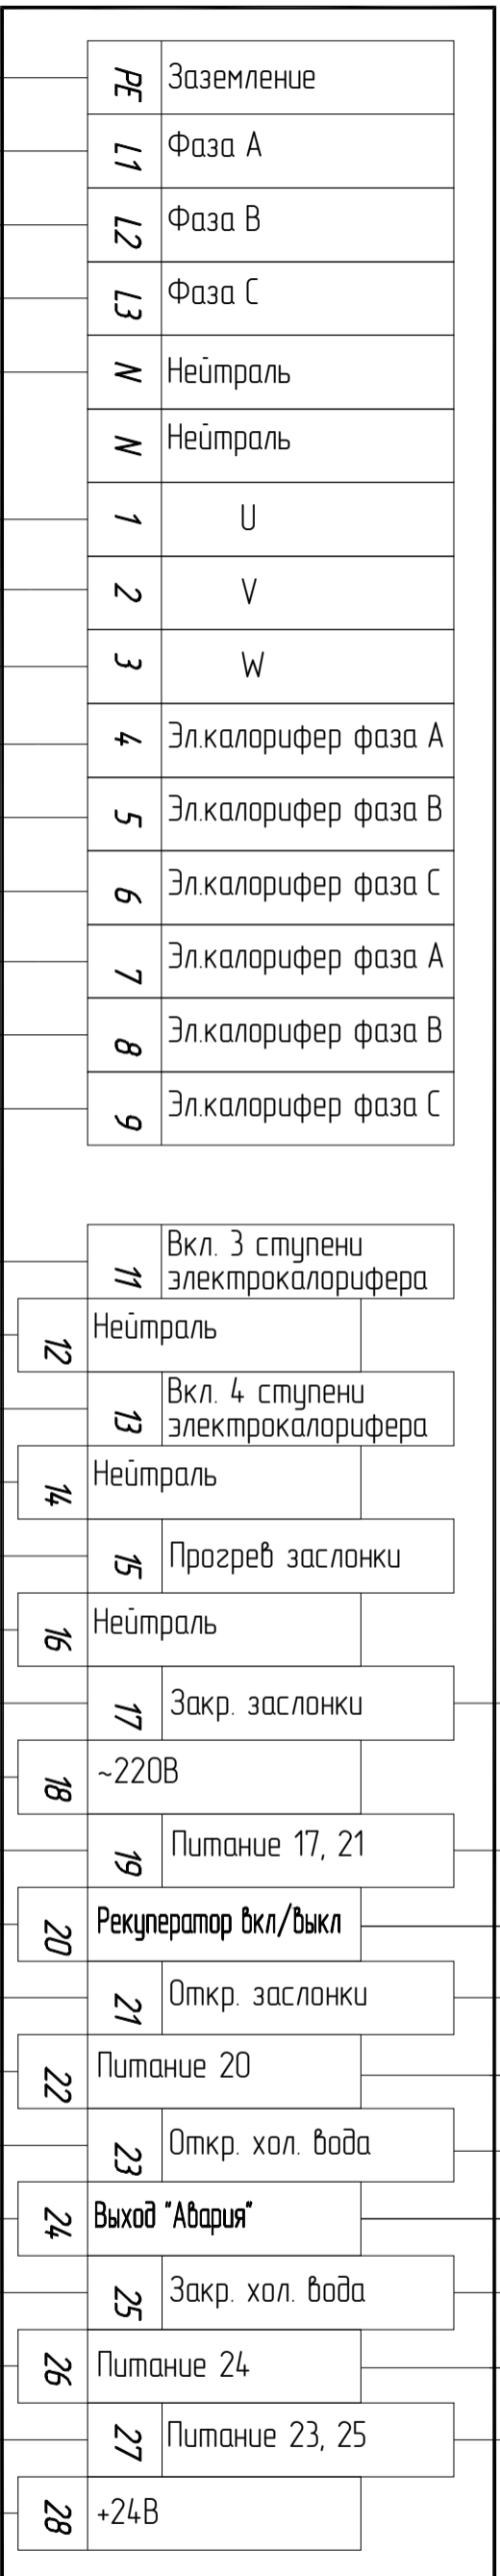 PE Заземление
L1 Фаза А
L2 Фаза В
L3 Фаза С
N Нейтраль
N Нейтраль
1 U
2 V
3 W
4 Эл.калорифер фаза А
5 Эл.калорифер фаза В
6 Эл.калорифер фаза С
7 Эл.калорифер фаза А
8 Эл.калорифер фаза В
9 Эл.калорифер фаза С
11 Вкл. 3 ступени
электрокалорифера
12 Нейтраль
13 Вкл. 4 ступени
электрокалорифера
14 Нейтраль
15 Прогрев заслонки
16 Нейтраль
17 Закр. заслонки
18 ~220В
19 Питание 17, 21
20 Рекуператор вкл/выкл
21 Откр. заслонки
22 Питание 20
23 Откр. хол. вода
24 Выход "Авария"
25 Закр. хол. вода
26 Питание 24
27 Питание 23, 25
28 +24В